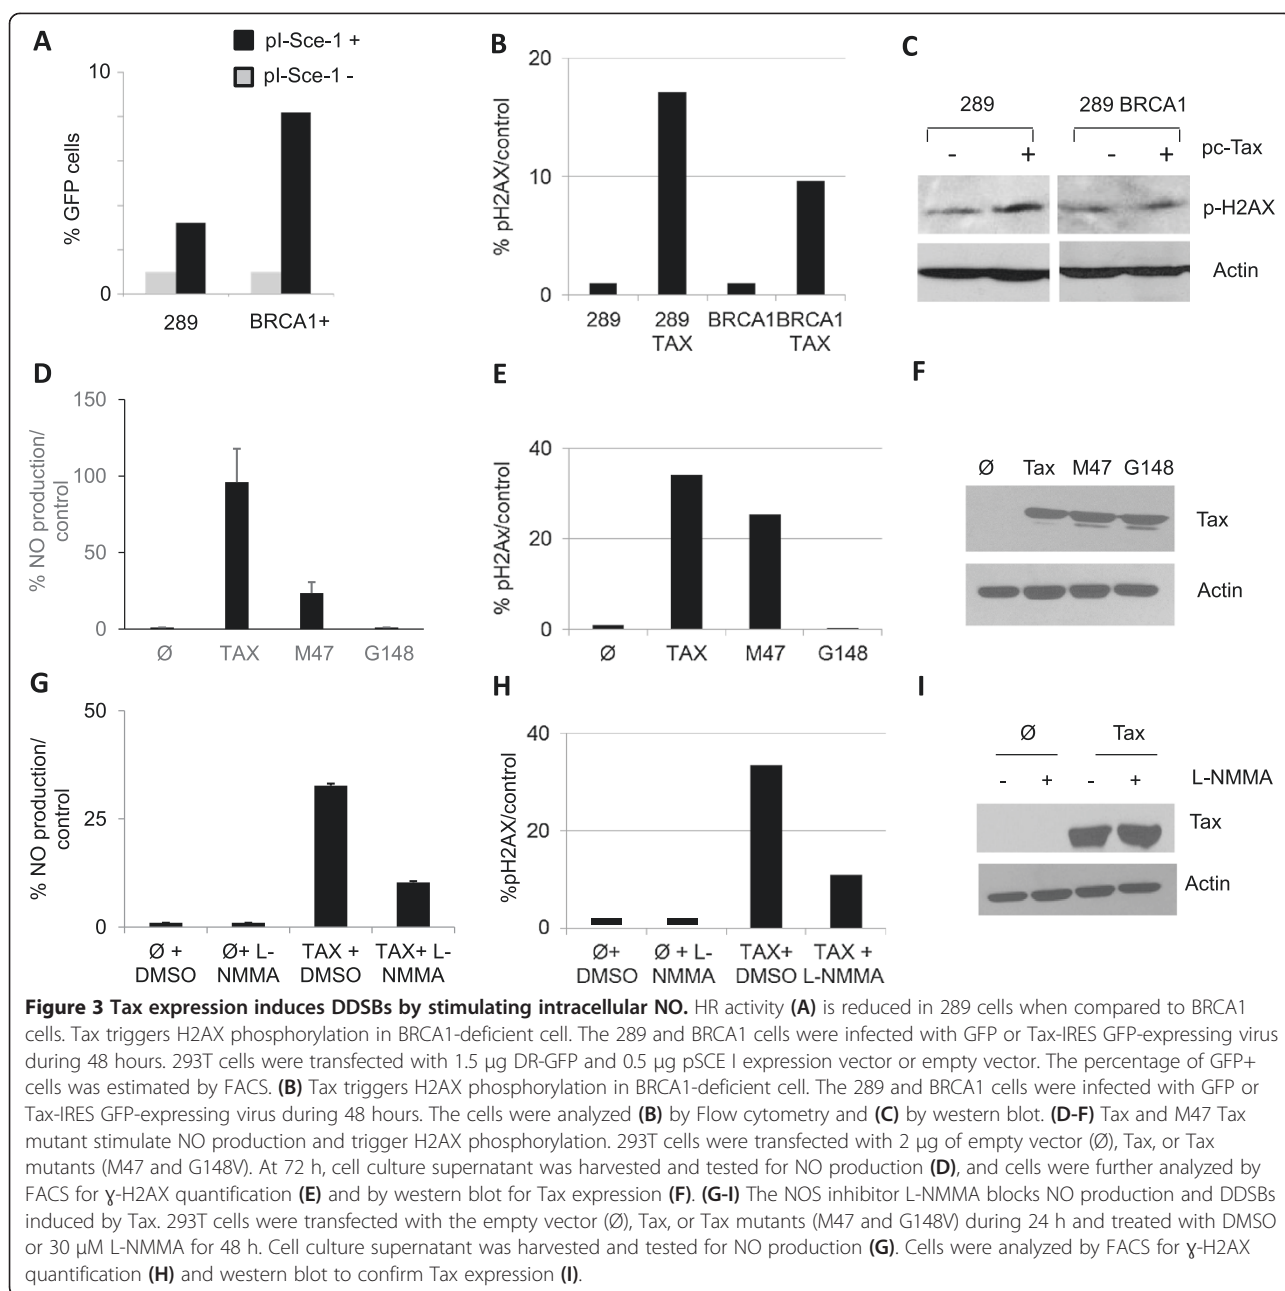 A
pI-Sce-1 +
pI-Sce-1 -
% GFP cells
10
0
289
BRCA1+
B
% pH2AX/control
20
10
0
289
289 TAX
BRCA1
BRCA1 TAX
C
289
289 BRCA1
- + - +
pc-Tax
p-H2AX
Actin
D
% NO production/
control
150
100
50
0
Ø TAX M47 G148
E
% pH2Ax/control
40
20
0
Ø TAX M47 G148
F
Ø Tax M47 G148
Tax
Actin
G
% NO production/
control
50
25
0
Ø + DMSO
Ø+ L-NMMA
TAX + DMSO
TAX+ L-NMMA
H
%pH2AX/control
40
20
0
Ø+ DMSO
Ø + L-NMMA
TAX+ DMSO
TAX + L-NMMA
I
Ø Tax
- + - +
L-NMMA
Tax
Actin
Figure 3 Tax expression induces DDSBs by stimulating intracellular NO. HR activity (A) is reduced in 289 cells when compared to BRCA1
cells. Tax triggers H2AX phosphorylation in BRCA1-deficient cell. The 289 and BRCA1 cells were infected with GFP or Tax-IRES GFP-expressing virus
during 48 hours. 293T cells were transfected with 1.5 μg DR-GFP and 0.5 μg pSCE I expression vector or empty vector. The percentage of GFP+
cells was estimated by FACS. (B) Tax triggers H2AX phosphorylation in BRCA1-deficient cell. The 289 and BRCA1 cells were infected with GFP or
Tax-IRES GFP-expressing virus during 48 hours. The cells were analyzed (B) by Flow cytometry and (C) by western blot. (D-F) Tax and M47 Tax
mutant stimulate NO production and trigger H2AX phosphorylation. 293T cells were transfected with 2 μg of empty vector (Ø), Tax, or Tax
mutants (M47 and G148V). At 72 h, cell culture supernatant was harvested and tested for NO production (D), and cells were further analyzed by
FACS for ɣ-H2AX quantification (E) and by western blot for Tax expression (F). (G-I) The NOS inhibitor L-NMMA blocks NO production and DDSBs
induced by Tax. 293T cells were transfected with the empty vector (Ø), Tax, or Tax mutants (M47 and G148V) during 24 h and treated with DMSO
or 30 μM L-NMMA for 48 h. Cell culture supernatant was harvested and tested for NO production (G). Cells were analyzed by FACS for ɣ-H2AX
quantification (H) and western blot to confirm Tax expression (I).